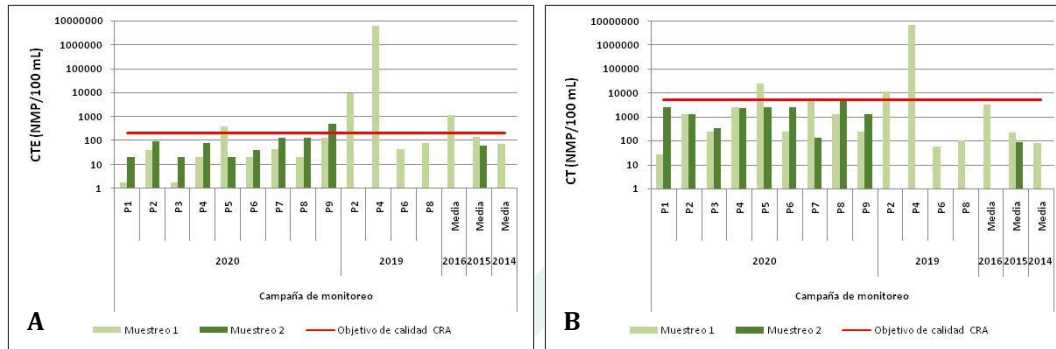 CTE (NMP/100 mL)
10000000
1000000
100000
10000
1000
100
10
1
P1 P2 P3 P4 P5 P6 P7 P8 P9 P2 P4 P6 P8 Media Media Media
2020 2019 2016 2015 2014
Campaña de monitoreo
A
Muestreo 1 Muestreo 2 Objetivo de calidad CRA
CT (NMP/100 mL)
10000000
1000000
100000
10000
1000
100
10
1
P1 P2 P3 P4 P5 P6 P7 P8 P9 P2 P4 P6 P8 Media Media Media
2020 2019 2016 2015 2014
Campaña de monitoreo
B
Muestreo 1 Muestreo 2 Objetivo de calidad CRA